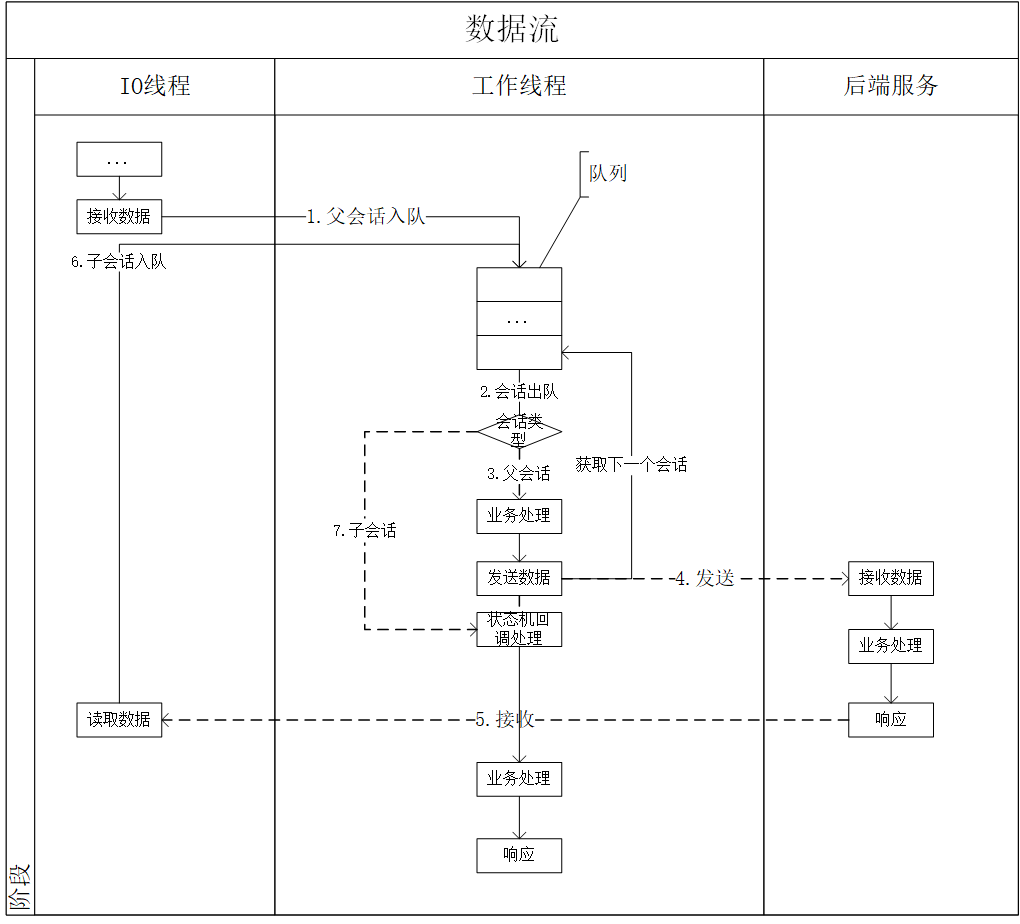 数据流
IO线程
工作线程
后端服务
...
队列
接收数据
1.父会话入队
6.子会话入队
...
2.会话出队
会话类
型
获取下一个会话
3.父会话
业务处理
7.子会话
发送数据
4.发送
接收数据
状态机回
调处理
业务处理
读取数据
5.接收
响应
业务处理
响应
阶段